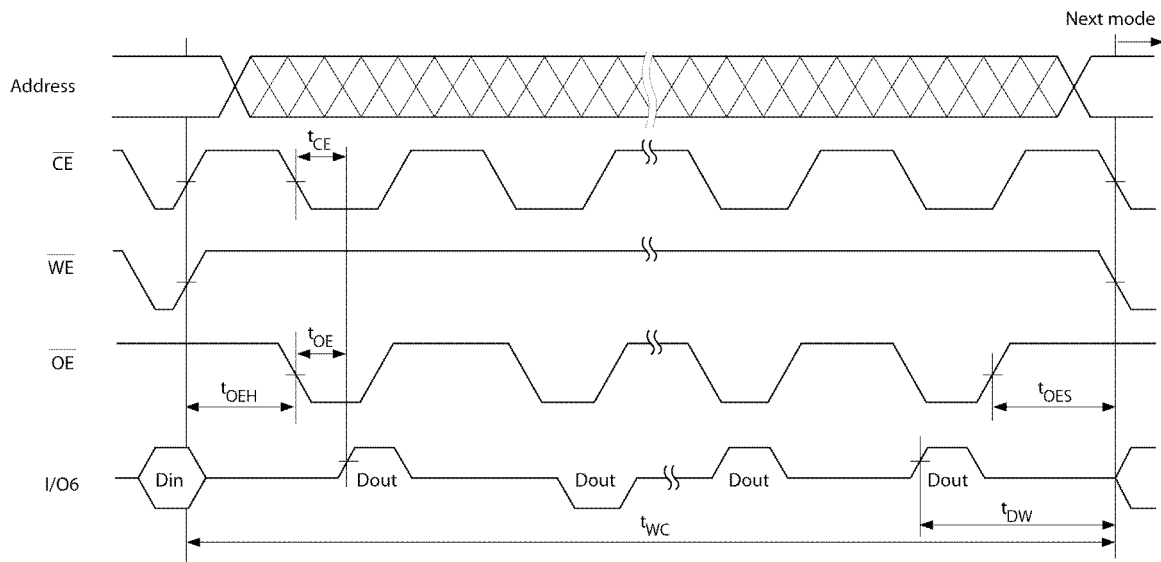 Next mode
Address
tCE
CE
WE
tOE
OE
tOEH
tOES
Din
Dout
Dout
Dout
Dout
I/O6
tDW
tWC